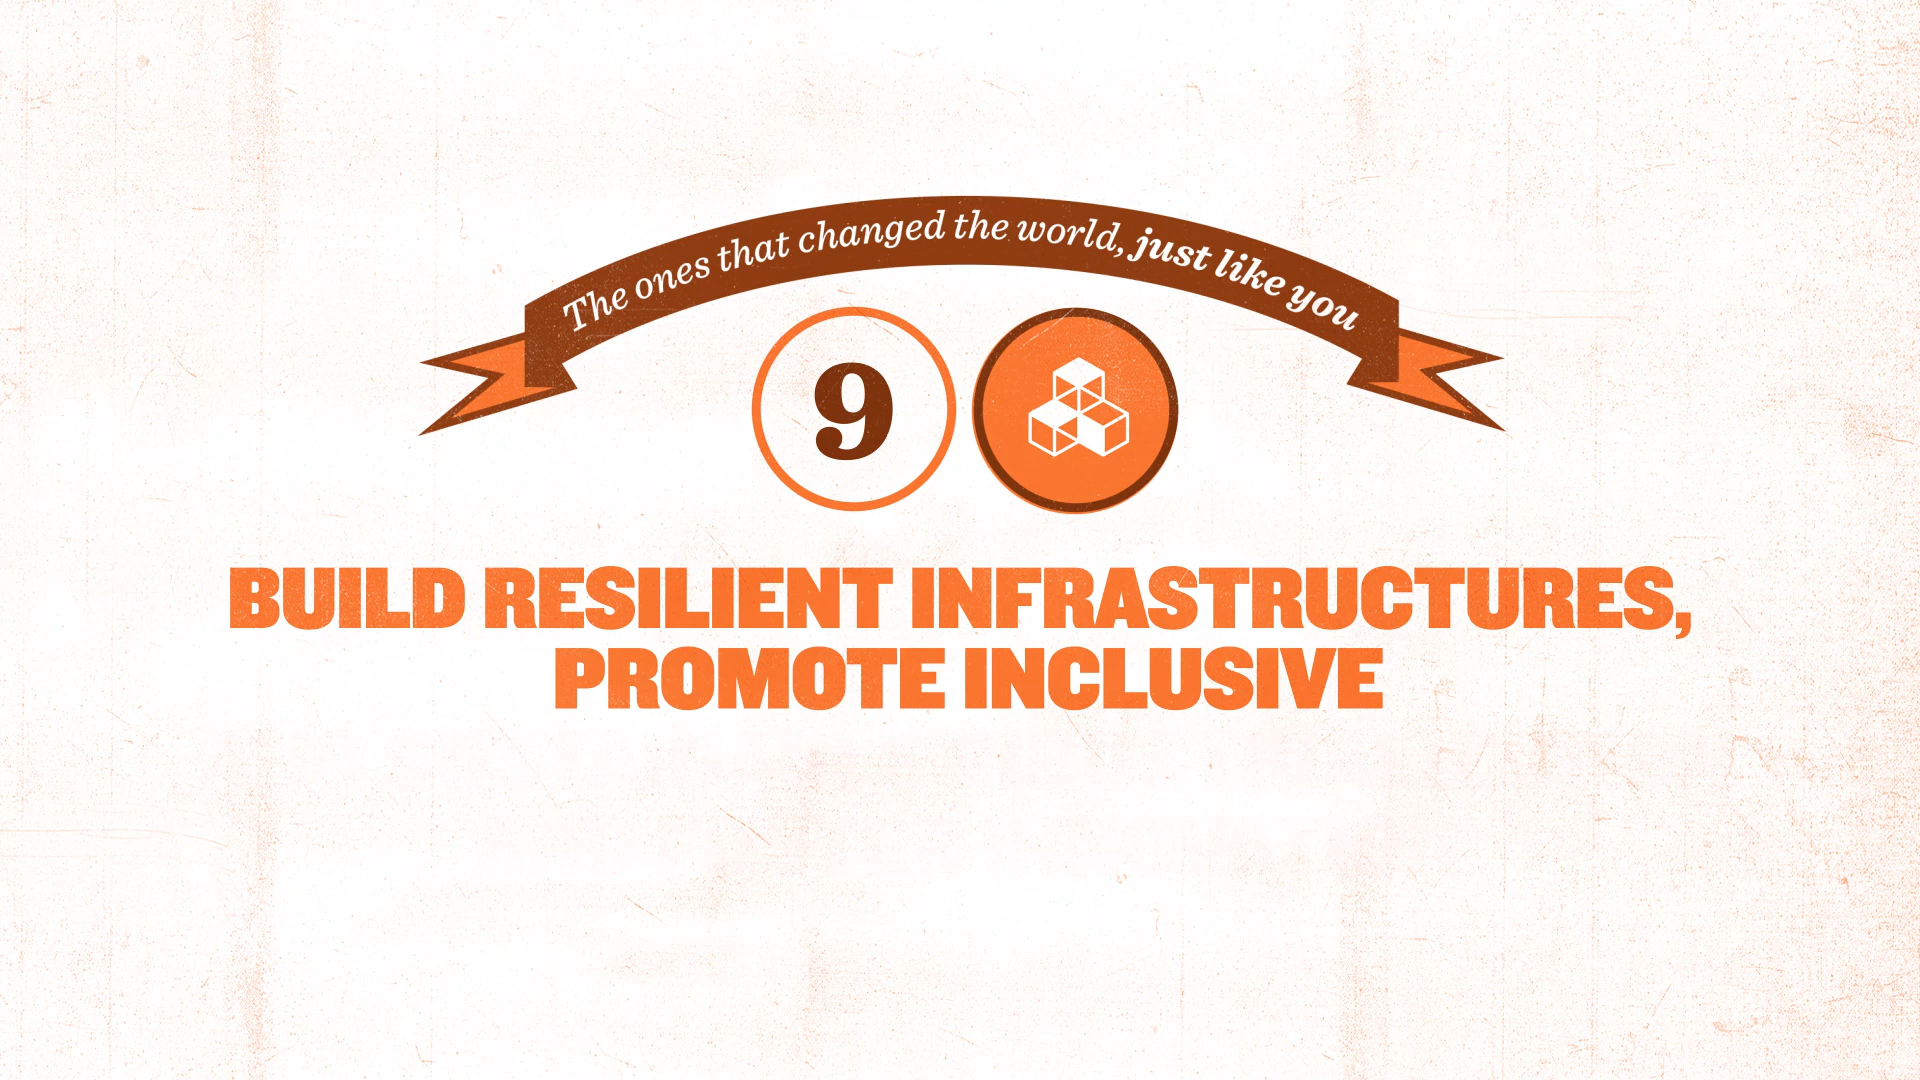 The ones that changed the world, just like you
9
BUILD RESILIENT INFRASTRUCTURES,
PROMOTE INCLUSIVE